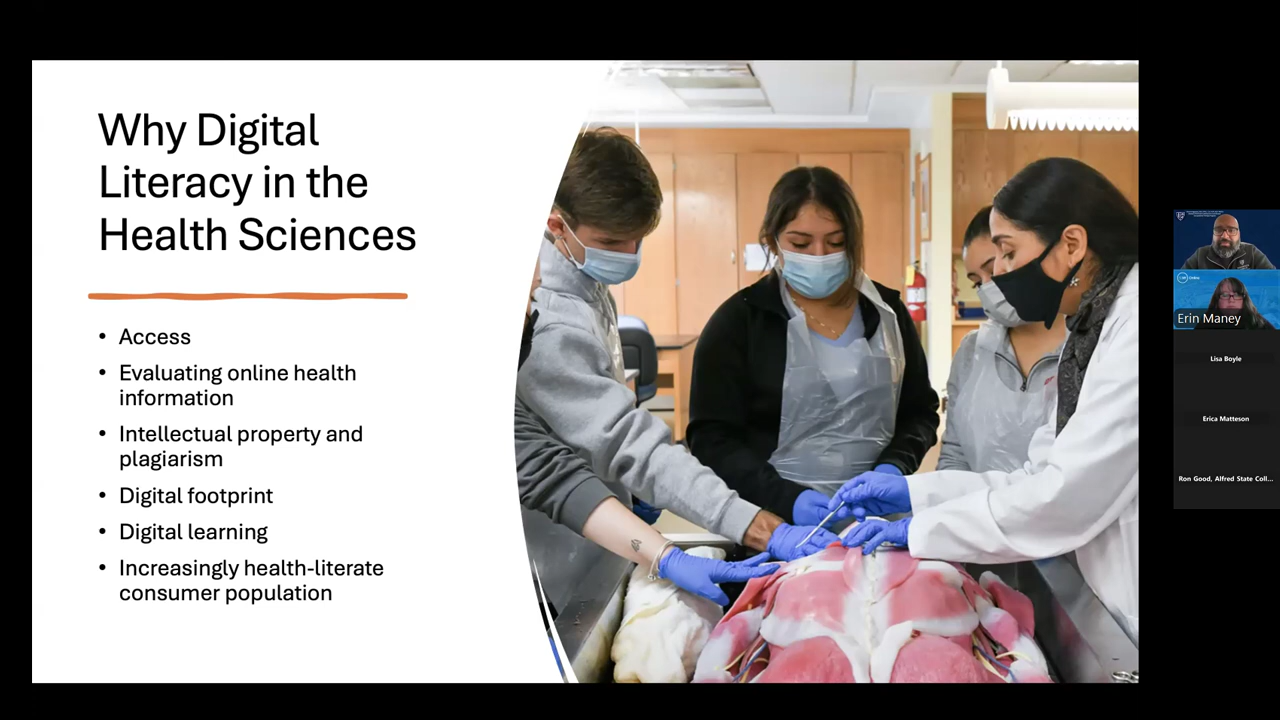 Why Digital
Literacy in the
Health Sciences
• Access
• Evaluating online health
information
• Intellectual property and
plagiarism
• Digital footprint
• Digital learning
• Increasingly health-literate
consumer population
Erin Maney
Lisa Boyle
Erica Matteson
Ron Good, Alfred State Coll...